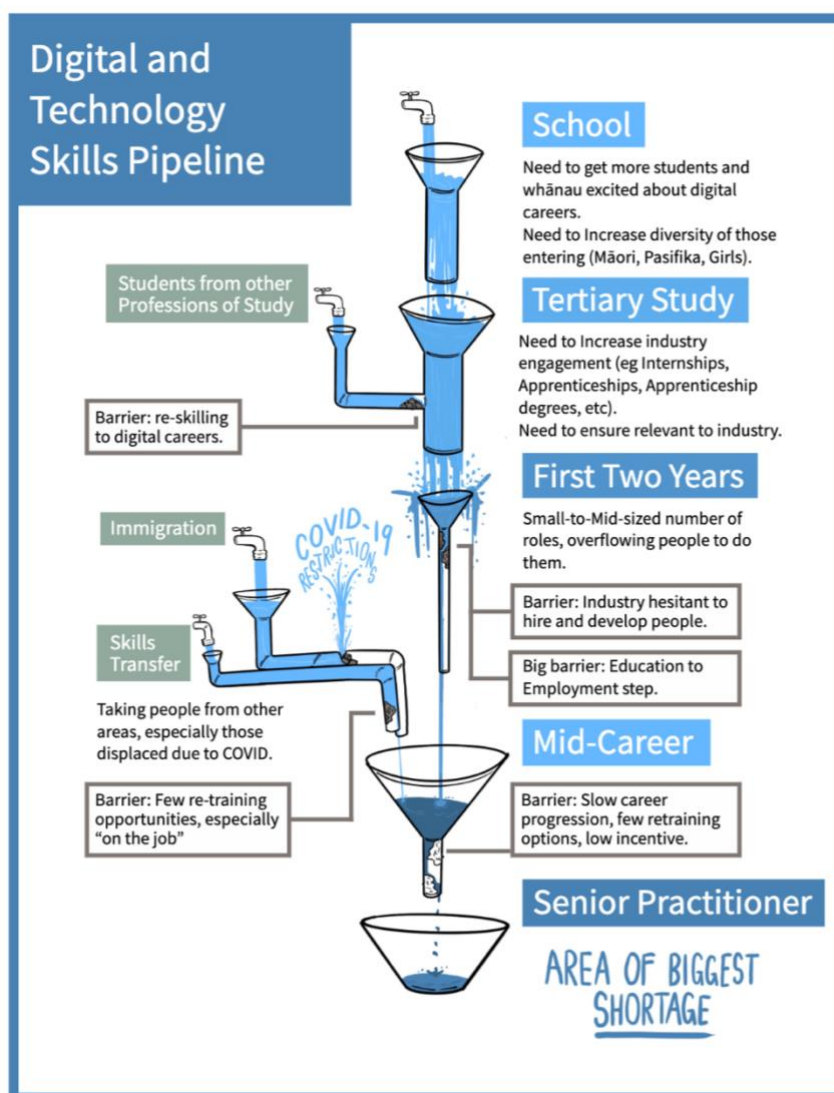 Digital and
Technology
Skills Pipeline
School
Need to get more students and
whānau excited about digital
careers.
Need to Increase diversity of those
entering (Māori, Pasifika, Girls).
Students from other
Professions of Study
Tertiary Study
Need to Increase industry
engagement (eg Internships,
Apprenticeships, Apprenticeship
degrees, etc).
Need to ensure relevant to industry.
Barrier: re-skilling
to digital careers.
First Two Years
Small-to-Mid-sized number of
roles, overflowing people to do
them.
Immigration
COVID-19
RESTRICTIONS
Barrier: Industry hesitant to
hire and develop people.
Big barrier: Education to
Employment step.
Skills
Transfer
Taking people from other
areas, especially those
displaced due to COVID.
Mid-Career
Barrier: Few re-training
opportunities, especially
“on the job”
Barrier: Slow career
progression, few retraining
options, low incentive.
Senior Practitioner
AREA OF BIGGEST
SHORTAGE